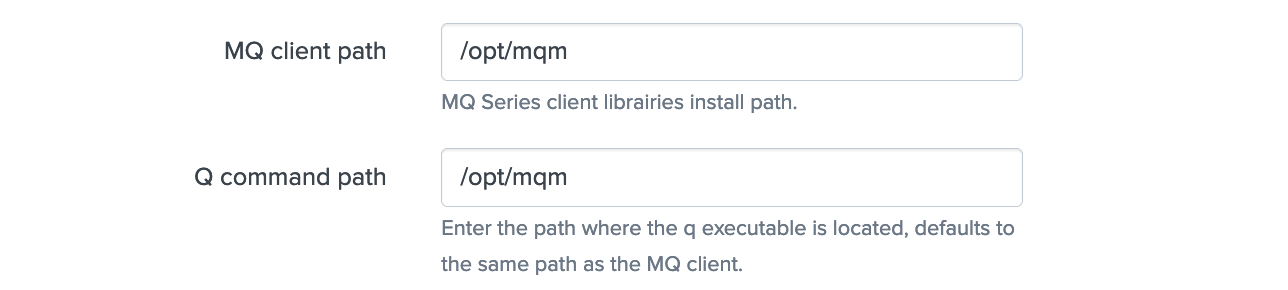 MQ client path
/opt/mqm
MQ Series client librairies install path.
Q command path
/opt/mqm
Enter the path where the q executable is located, defaults to
the same path as the MQ client.